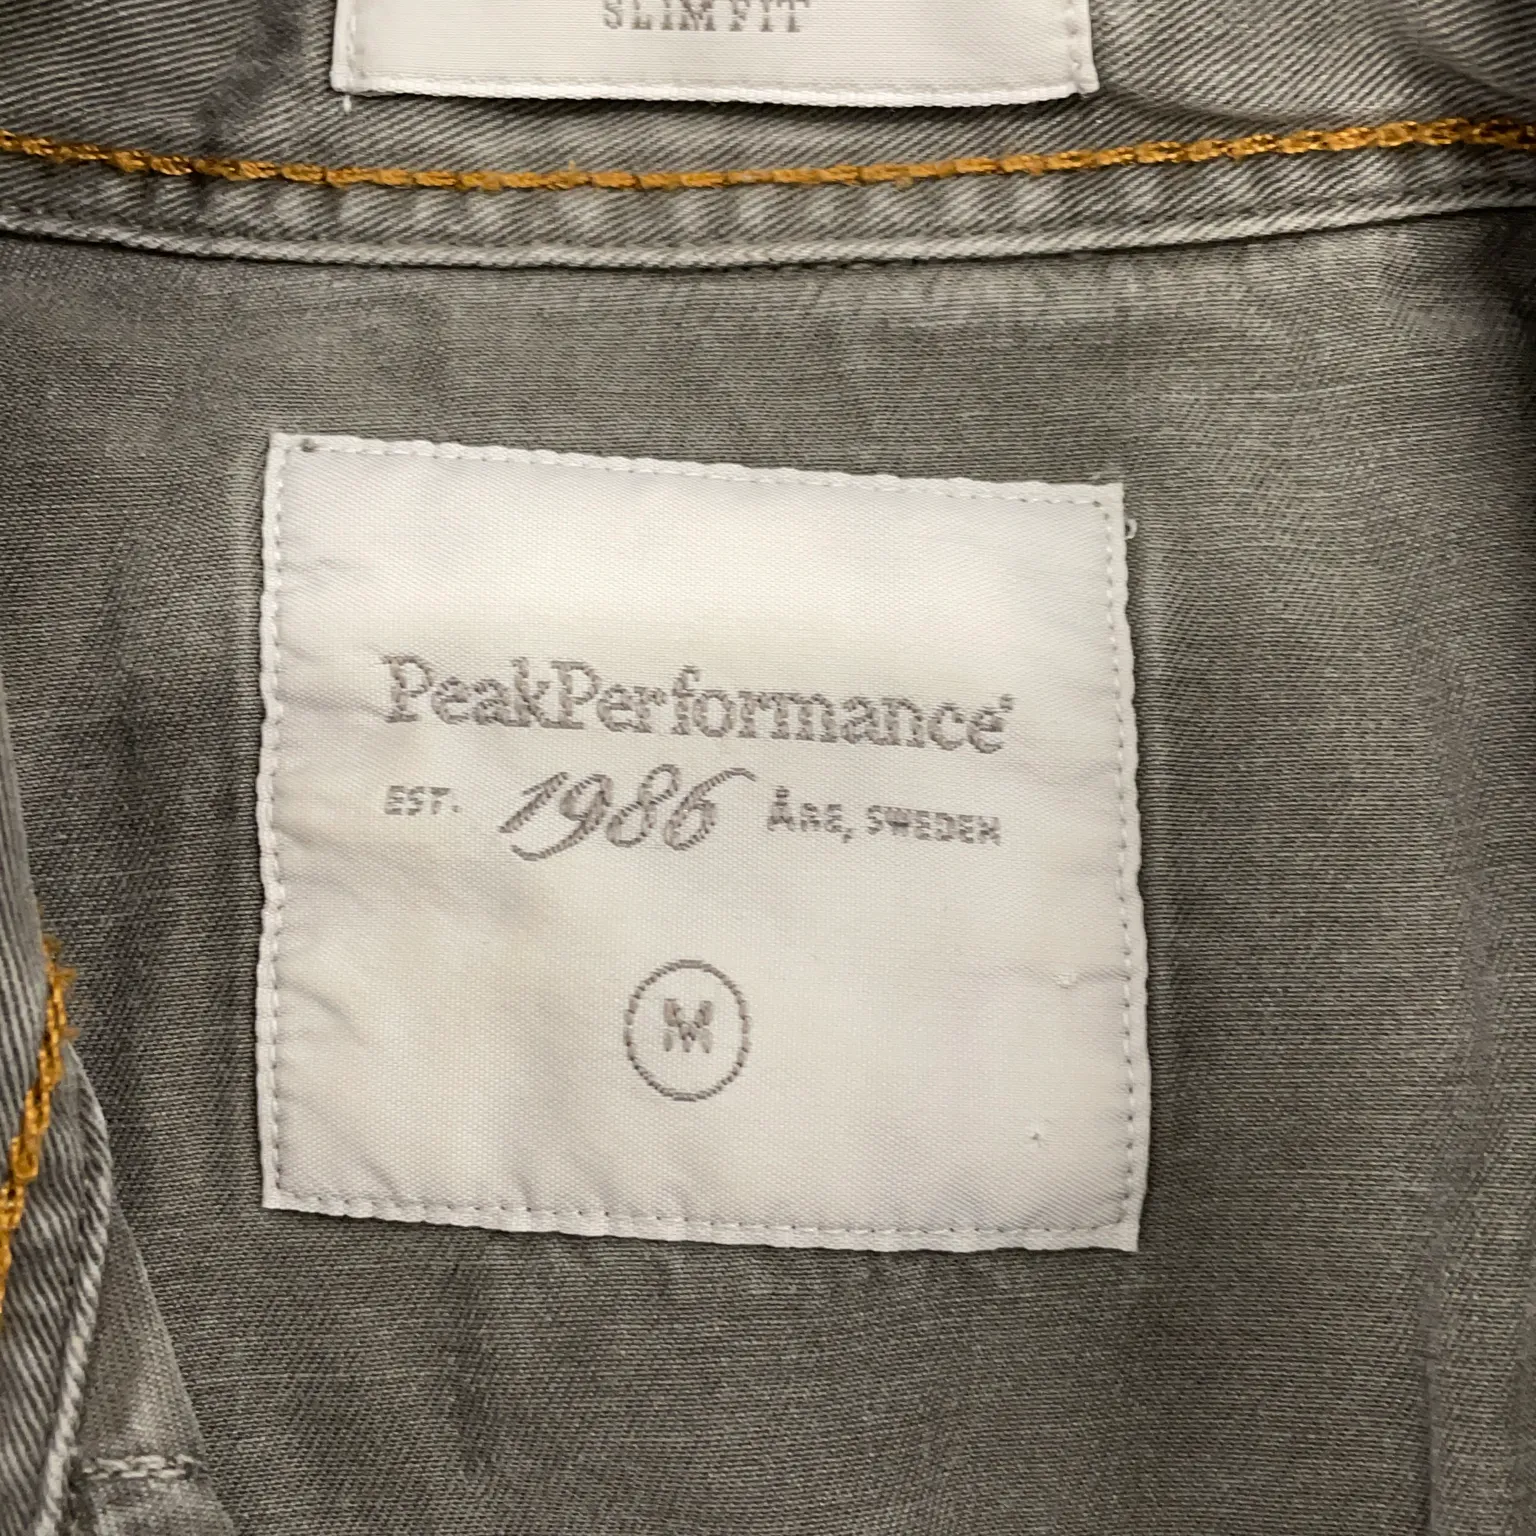 SLIM FIT
PeakPerformance®
EST. 1986 ÅRE, SWEDEN
M